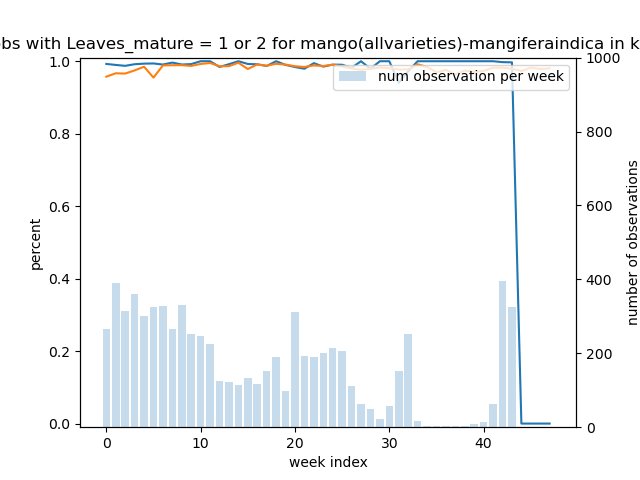 bs with Leaves_mature = 1 or 2 for mango(allvarieties)-mangiferaindica in k
num observation per week
1.0
0.8
0.6
0.4
0.2
0.0
percent
1000
800
600
400
200
0
number of observations
0 10 20 30 40
week index